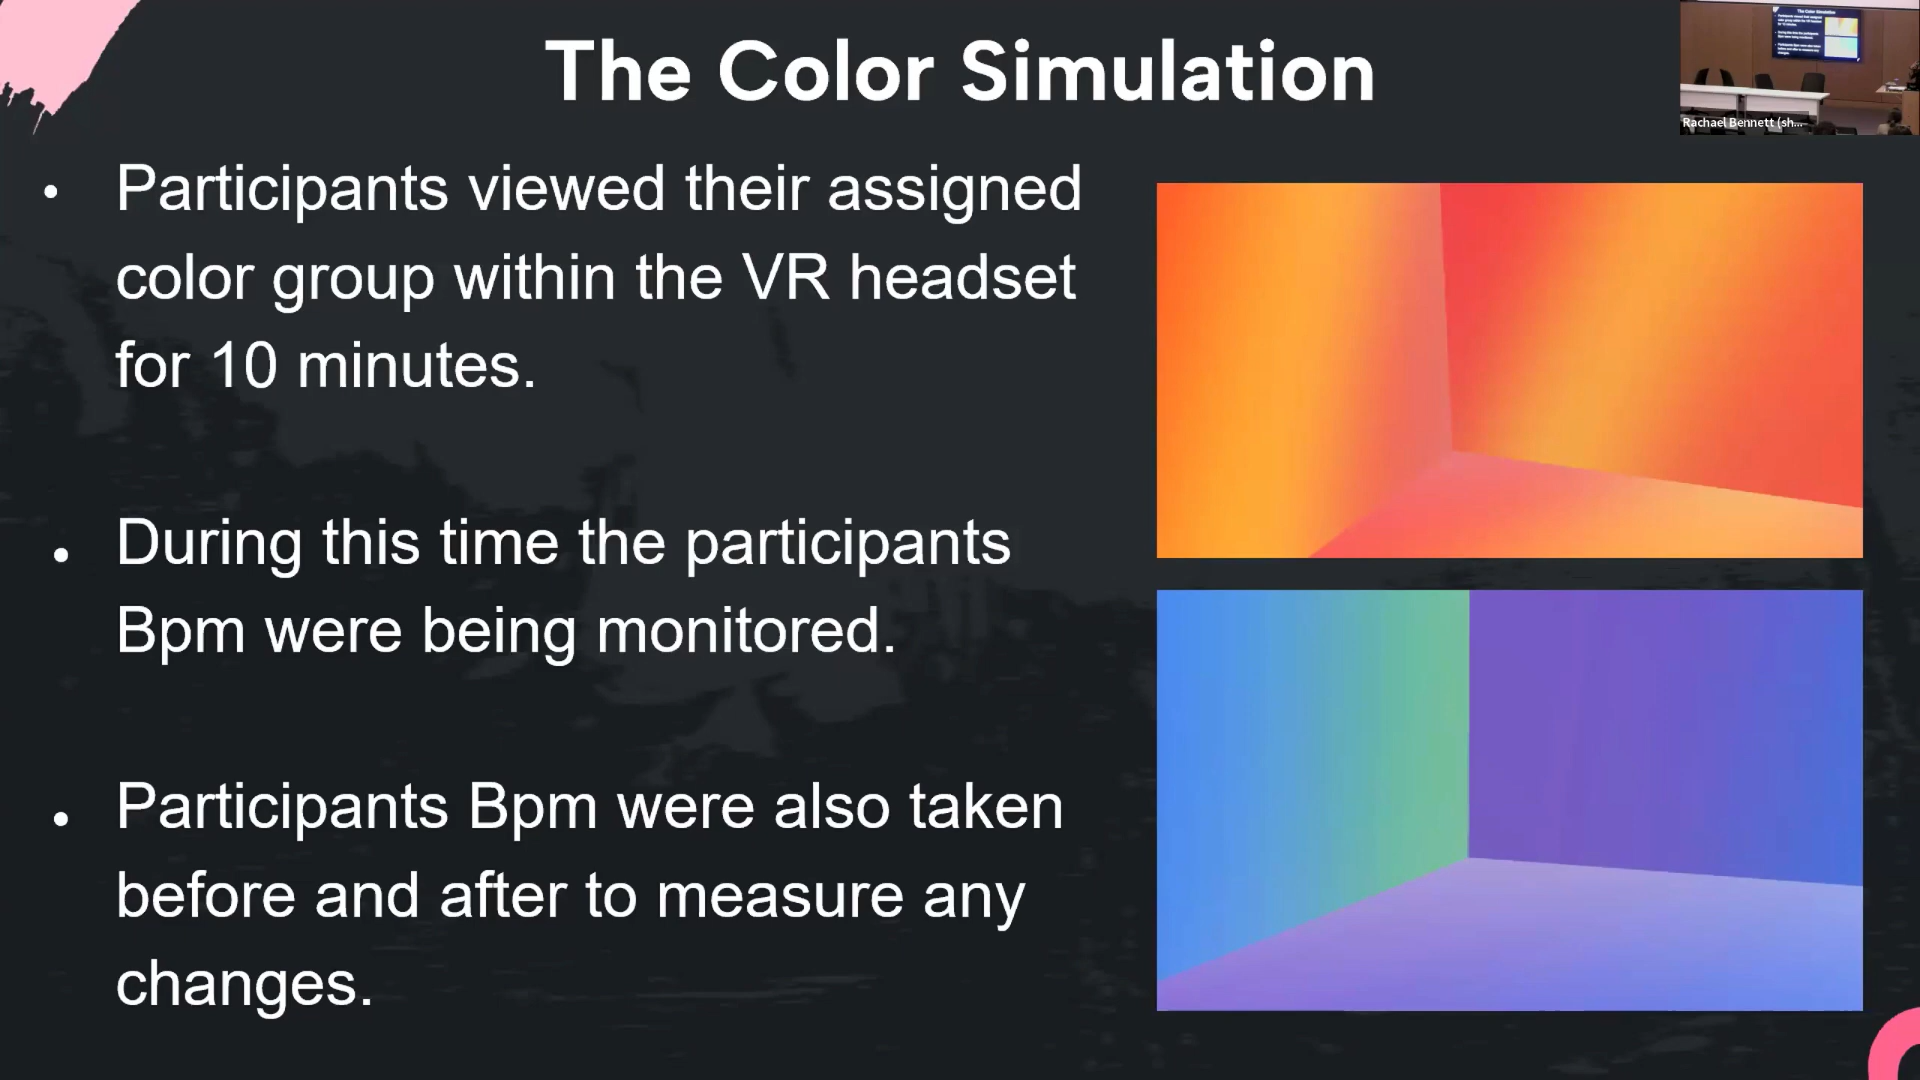 The Color Simulation
Rachael Bennett (sh...
• Participants viewed their assigned
color group within the VR headset
for 10 minutes.
• During this time the participants
Bpm were being monitored.
• Participants Bpm were also taken
before and after to measure any
changes.